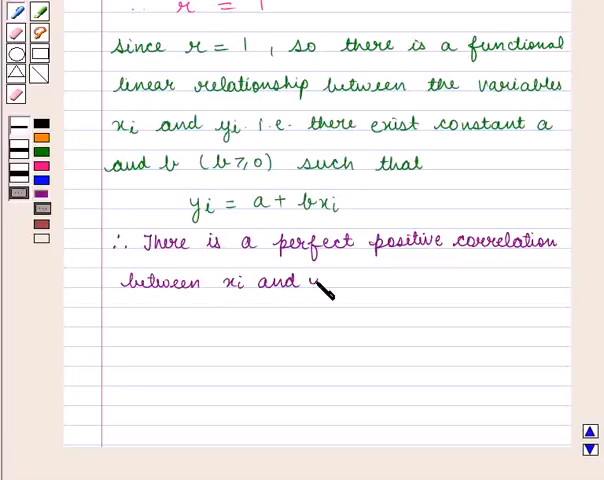 ∴ r = 1
Since r = 1, so there is a functional
linear relationship between the variables
xi and yi. i.e. there exist constant a
and b (b ⩾ 0) such that
yi = a + bxi
∴ There is a perfect positive correlation
between xi and